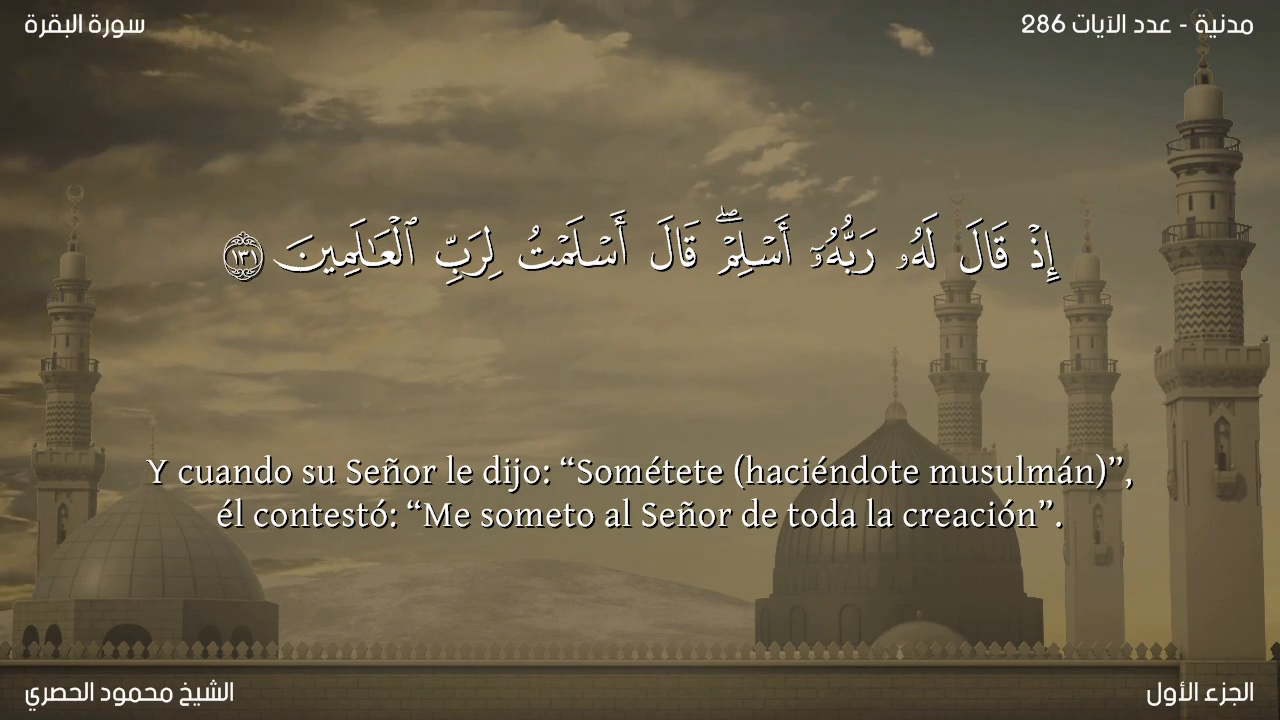 سورة البقرة
مدنية - عدد الآيات 286
إِذْ قَالَ لَهُۥ رَبُّهُۥٓ أَسْلِمْ ۖ قَالَ أَسْلَمْتُ لِرَبِّ ٱلْعَـٰلَمِينَ ١٣١
Y cuando su Señor le dijo: “Sométete (haciéndote musulmán)”,
él contestó: “Me someto al Señor de toda la creación”.
الشيخ محمود الحصري
الجزء الأول